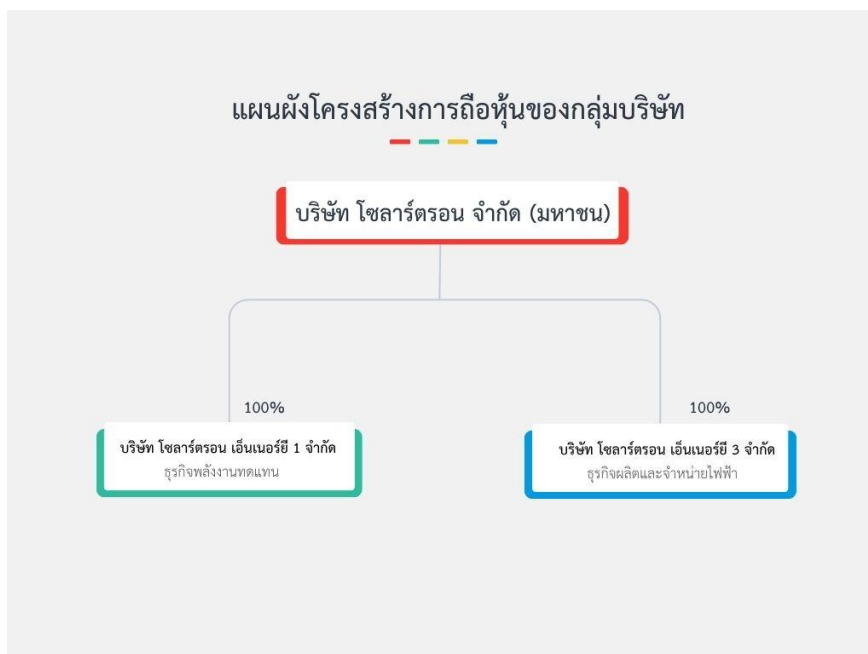 แผนผังโครงสร้างการถือหุ้นของกลุ่มบริษัท
บริษัท โซลาร์ตรอน จำกัด (มหาชน)
100%
100%
บริษัท โซลาร์ตรอน เอ็นเนอร์ยี 1 จำกัด
ธุรกิจพลังงานทดแทน
บริษัท โซลาร์ตรอน เอ็นเนอร์ยี 3 จำกัด
ธุรกิจผลิตและจำหน่ายไฟฟ้า